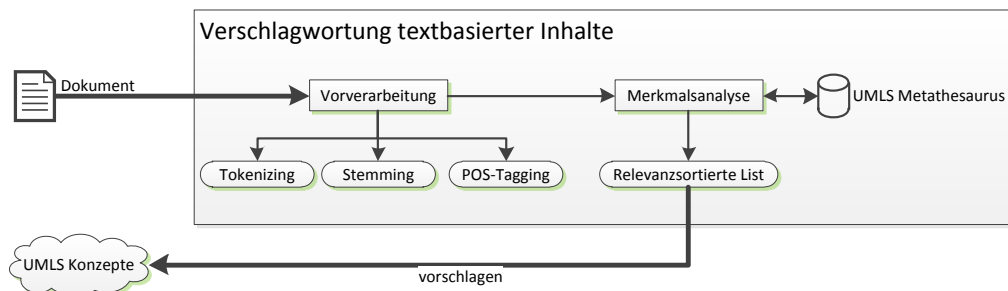 Verschlagwortung textbasierter Inhalte
Dokument
Vorverarbeitung
Merkmalsanalyse
UMLS Metathesaurus
Tokenizing
Stemming
POS-Tagging
Relevanzsortierte List
UMLS Konzepte
vorschlagen